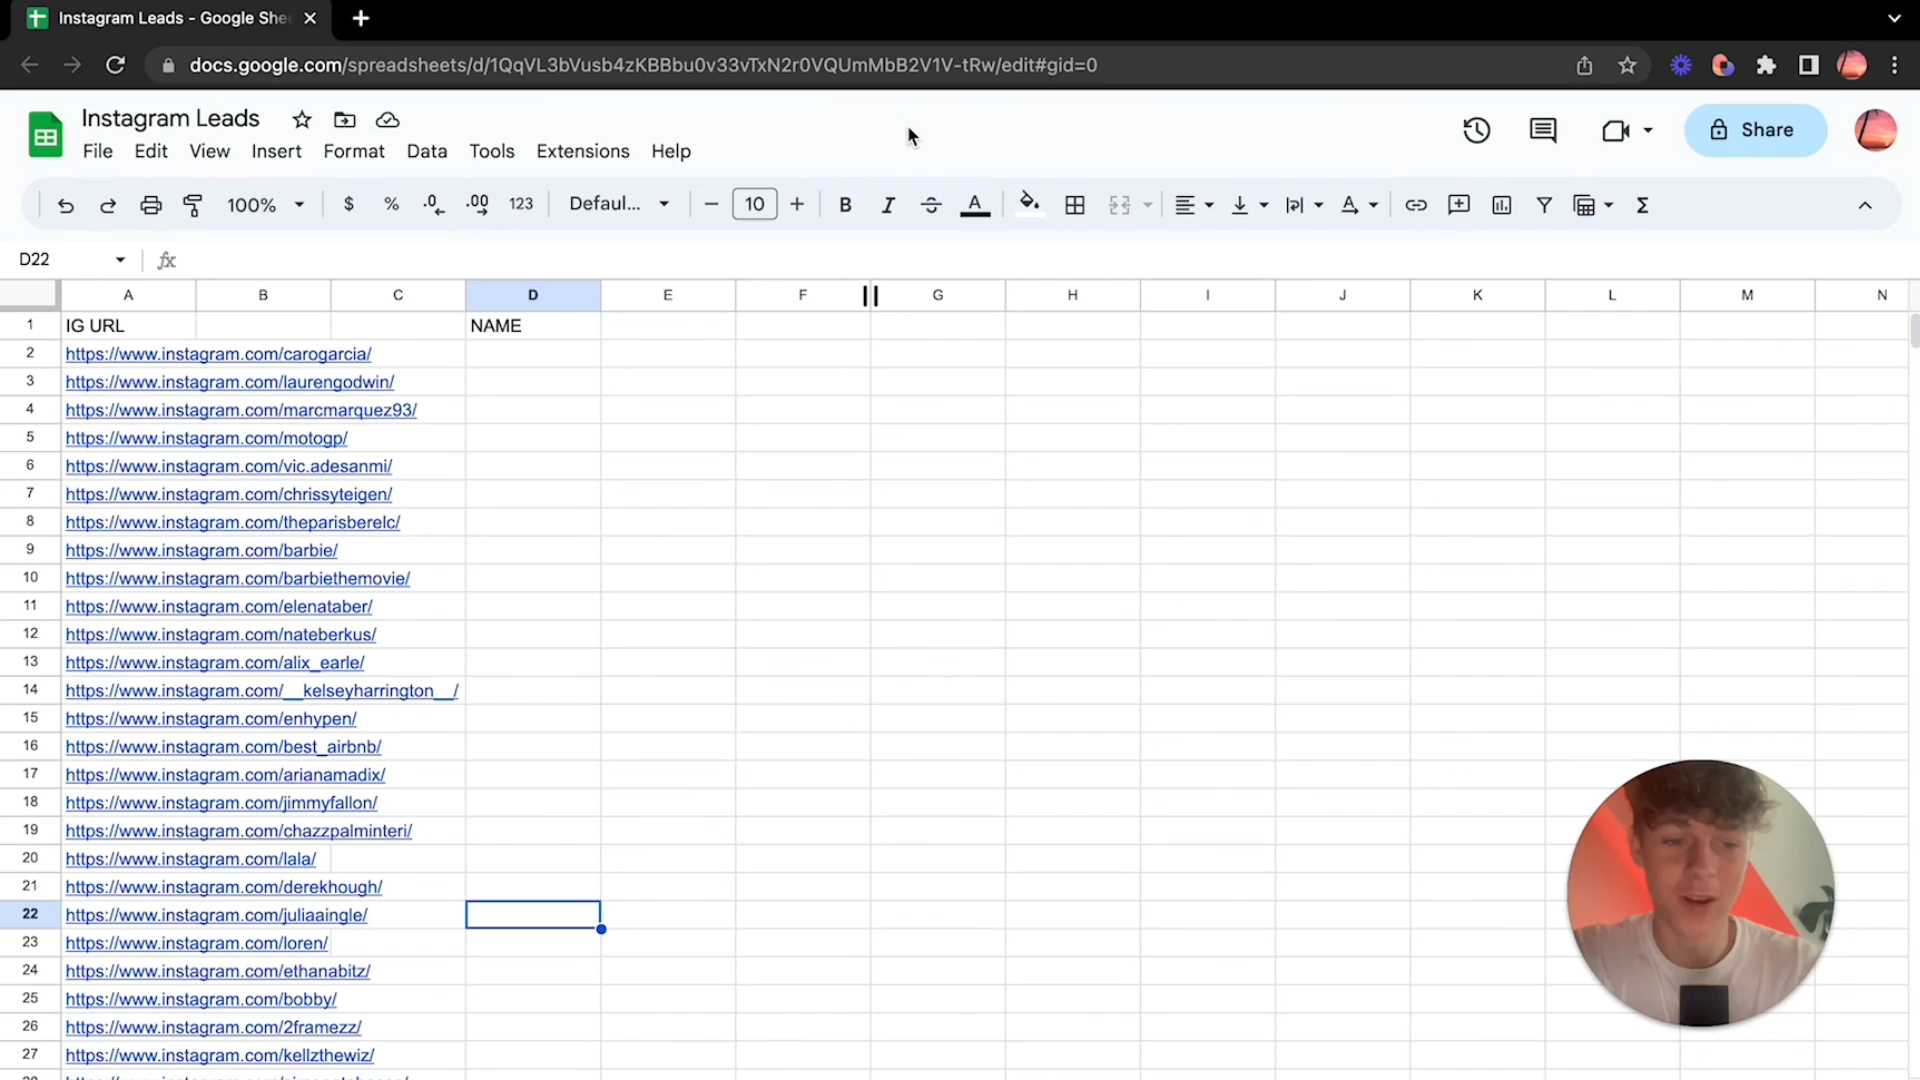 Instagram Leads - Google She
docs.google.com/spreadsheets/d/1QqVL3bVusb4zKBBbu0v33vTxN2r0VQUmMbB2V1V-tRw/edit#gid=0
Instagram Leads
Share
File Edit View Insert Format Data Tools Extensions Help
100% $ % .0 .00 123 Defaul... 10 B I S A Σ
D22 fx
A B C D E F G H I J K L M N
1 IG URL NAME
2 https://www.instagram.com/carogarcia/
3 https://www.instagram.com/laurengodwin/
4 https://www.instagram.com/marcmarquez93/
5 https://www.instagram.com/motogp/
6 https://www.instagram.com/vic.adesanmi/
7 https://www.instagram.com/chrissyteigen/
8 https://www.instagram.com/theparisberelc/
9 https://www.instagram.com/barbie/
10 https://www.instagram.com/barbiethemovie/
11 https://www.instagram.com/elenataber/
12 https://www.instagram.com/nateberkus/
13 https://www.instagram.com/alix_earle/
14 https://www.instagram.com/__kelseyharrington__/
15 https://www.instagram.com/enhypen/
16 https://www.instagram.com/best_airbnb/
17 https://www.instagram.com/arianamadix/
18 https://www.instagram.com/jimmyfallon/
19 https://www.instagram.com/chazzpalminteri/
20 https://www.instagram.com/lala/
21 https://www.instagram.com/derekhough/
22 https://www.instagram.com/juliaaingle/
23 https://www.instagram.com/loren/
24 https://www.instagram.com/ethanabitz/
25 https://www.instagram.com/bobby/
26 https://www.instagram.com/2framezz/
27 https://www.instagram.com/kellzthewiz/